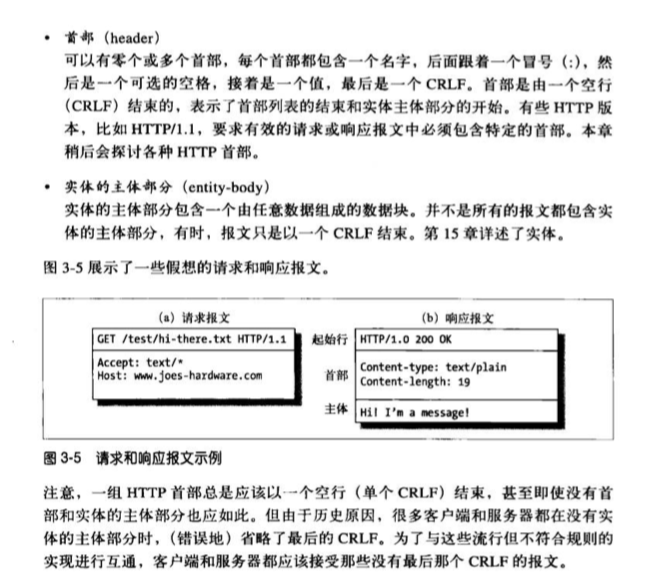 • 首部（header）
可以有零个或多个首部，每个首部都包含一个名字，后面跟着一个冒号（:），然
后是一个可选的空格，接着是一个值，最后是一个 CRLF。首部是由一个空行
（CRLF）结束的，表示了首部列表的结束和实体主体部分的开始。有些 HTTP 版
本，比如 HTTP/1.1，要求有效的请求或响应报文中必须包含特定的首部。本章
稍后会探讨各种 HTTP 首部。
• 实体的主体部分（entity-body）
实体的主体部分包含一个由任意数据组成的数据块。并不是所有的报文都包含实
体的主体部分，有时，报文只是以一个 CRLF 结束。第 15 章详述了实体。
图 3-5 展示了一些假想的请求和响应报文。
（a）请求报文
GET /test/hi-there.txt HTTP/1.1
Accept: text/*
Host: www.joes-hardware.com
（b）响应报文
起始行 HTTP/1.0 200 OK
首部 Content-type: text/plain
Content-length: 19
主体 Hi! I'm a message!
图 3-5 请求和响应报文示例
注意，一组 HTTP 首部总是应该以一个空行（单个 CRLF）结束，甚至即使没有首
部和实体的主体部分也应如此。但由于历史原因，很多客户端和服务器都在没有实
体的主体部分时，（错误地）省略了最后的 CRLF。为了与这些流行但不符合规则的
实现进行互通，客户端和服务器都应该接受那些没有最后那个 CRLF 的报文。